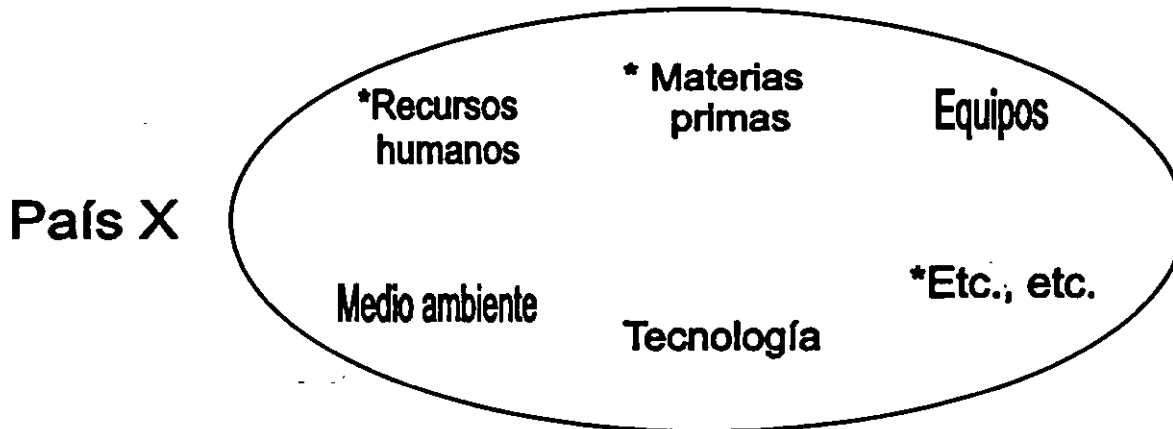 * Materias
primas
*Recursos
humanos
Equipos
País X
*Etc., etc.
Medio ambiente
Tecnología